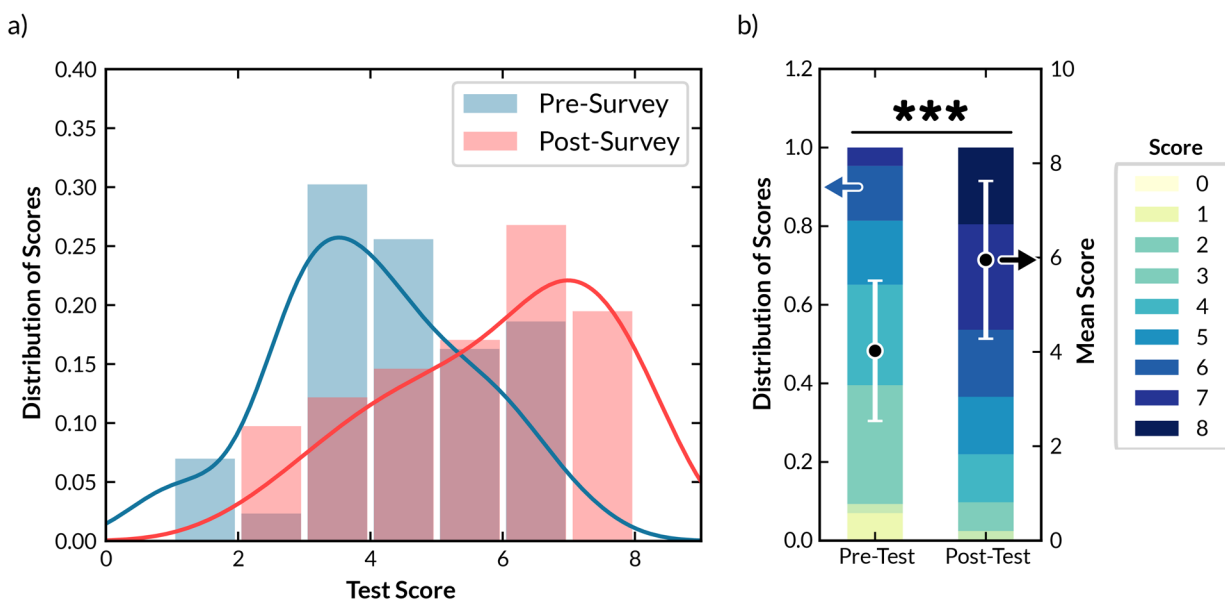 a)
0.40
0.35
0.30
0.25
0.20
0.15
0.10
0.05
0.00
Distribution of Scores
Pre-Survey
Post-Survey
0 2 4 6 8
Test Score
b)
1.2
1.0
0.8
0.6
0.4
0.2
0.0
Distribution of Scores
***
Pre-Test Post-Test
10
8
6
4
2
0
Mean Score
Score
0
1
2
3
4
5
6
7
8